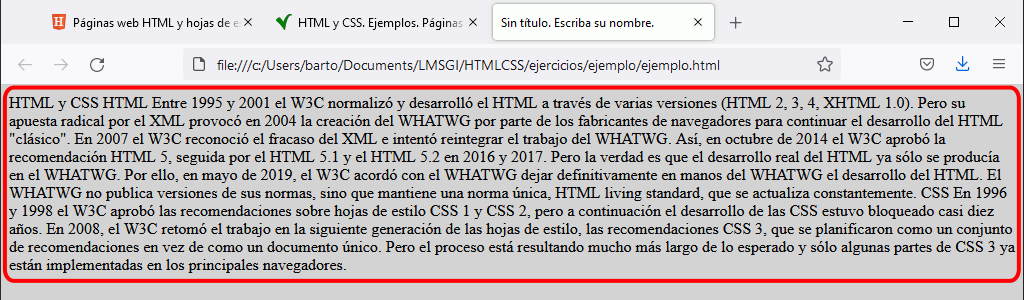 Páginas web HTML y hojas de es
HTML y CSS. Ejemplos. Páginas
Sin título. Escriba su nombre.
file:///c:/Users/barto/Documents/LMSGI/HTMLCSS/ejercicios/ejemplo/ejemplo.html
HTML y CSS HTML Entre 1995 y 2001 el W3C normalizó y desarrolló el HTML a través de varias versiones (HTML 2, 3, 4, XHTML 1.0). Pero su
apuesta radical por el XML provocó en 2004 la creación del WHATWG por parte de los fabricantes de navegadores para continuar el desarrollo del HTML
"clásico". En 2007 el W3C reconoció el fracaso del XML e intentó reintegrar el trabajo del WHATWG. Así, en octubre de 2014 el W3C aprobó la
recomendación HTML 5, seguida por el HTML 5.1 y el HTML 5.2 en 2016 y 2017. Pero la verdad es que el desarrollo real del HTML ya sólo se producía
en el WHATWG. Por ello, en mayo de 2019, el W3C acordó con el WHATWG dejar definitivamente en manos del WHATWG el desarrollo del HTML. El
WHATWG no publica versiones de sus normas, sino que mantiene una norma única, HTML living standard, que se actualiza constantemente. CSS En 1996
y 1998 el W3C aprobó las recomendaciones sobre hojas de estilo CSS 1 y CSS 2, pero a continuación el desarrollo de las CSS estuvo bloqueado casi diez
años. En 2008, el W3C retomó el trabajo en la siguiente generación de las hojas de estilo, las recomendaciones CSS 3, que se planificaron como un conjunto
de recomendaciones en vez de como un documento único. Pero el proceso está resultando mucho más largo de lo esperado y sólo algunas partes de CSS 3 ya
están implementadas en los principales navegadores.